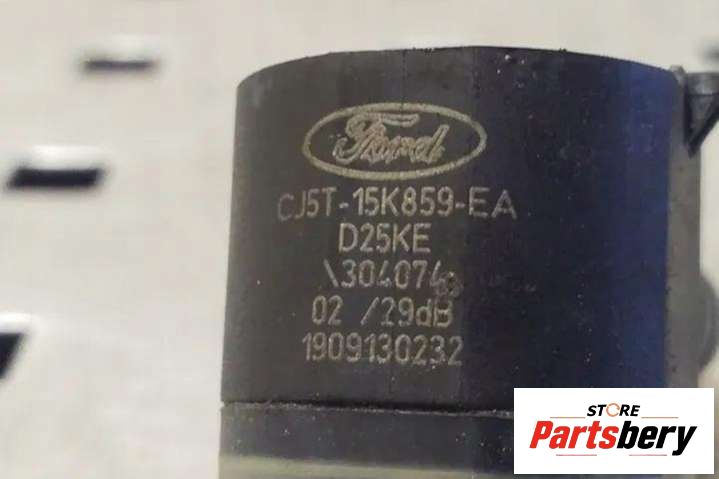 Ford
CJ5T-15K859-EA
D25KE
\304074
02 /29dB
1909130232
STORE
Partsbery